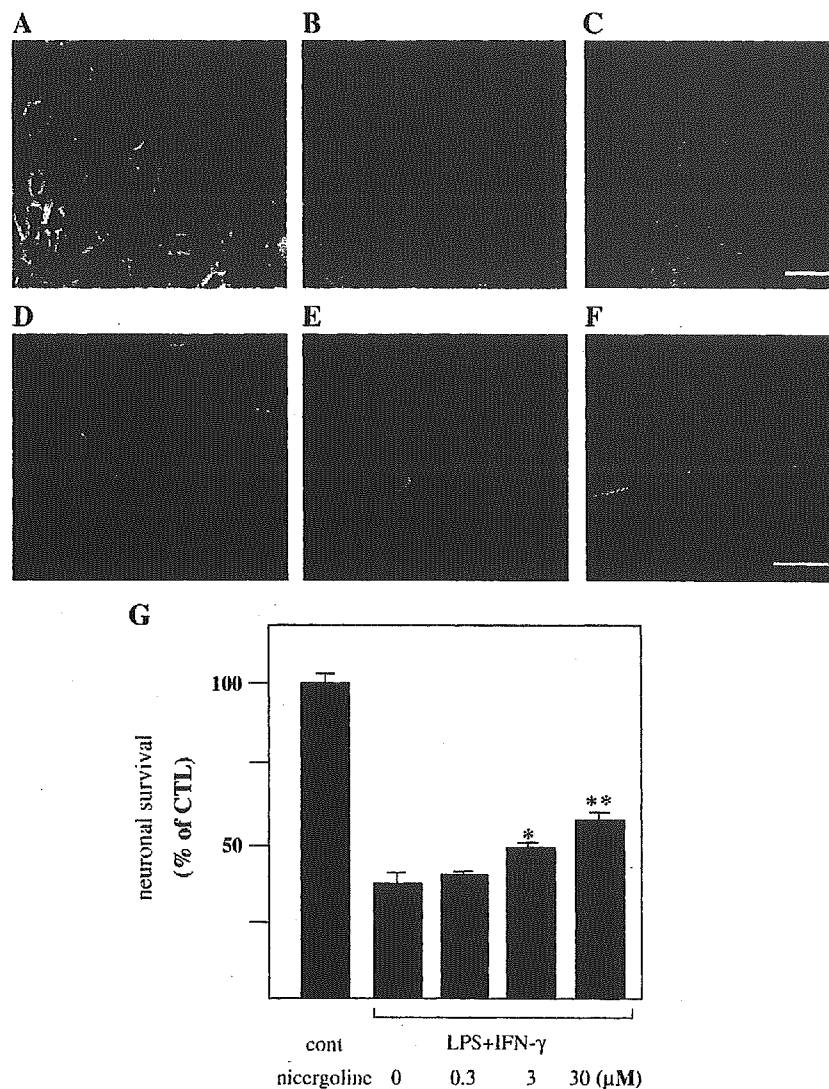 A B C
D E F
G
neuronal survival
(% of CTL)
100
50
*
**
cont LPS+IFN-γ
nicergoline 0 0.3 3 30 (μM)